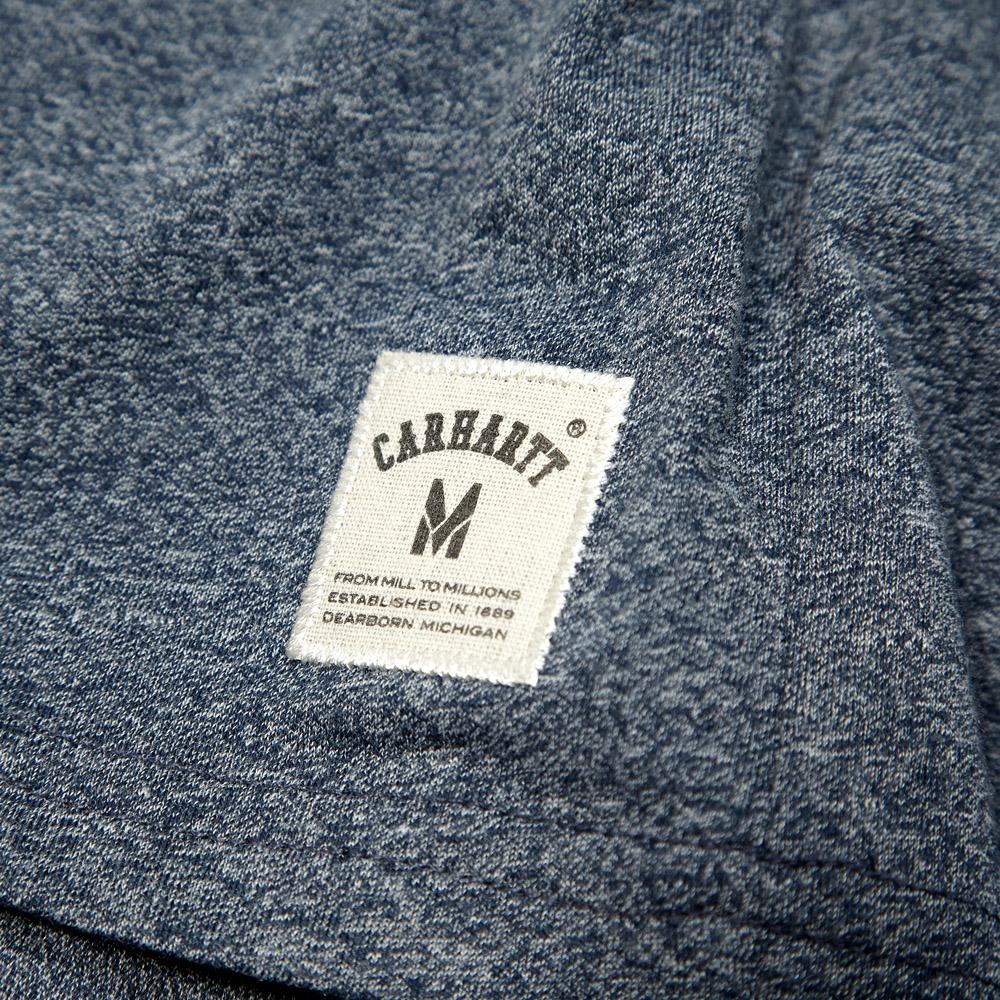 CARHARTT®
M
FROM MILL TO MILLIONS
ESTABLISHED IN 1889
DEARBORN MICHIGAN